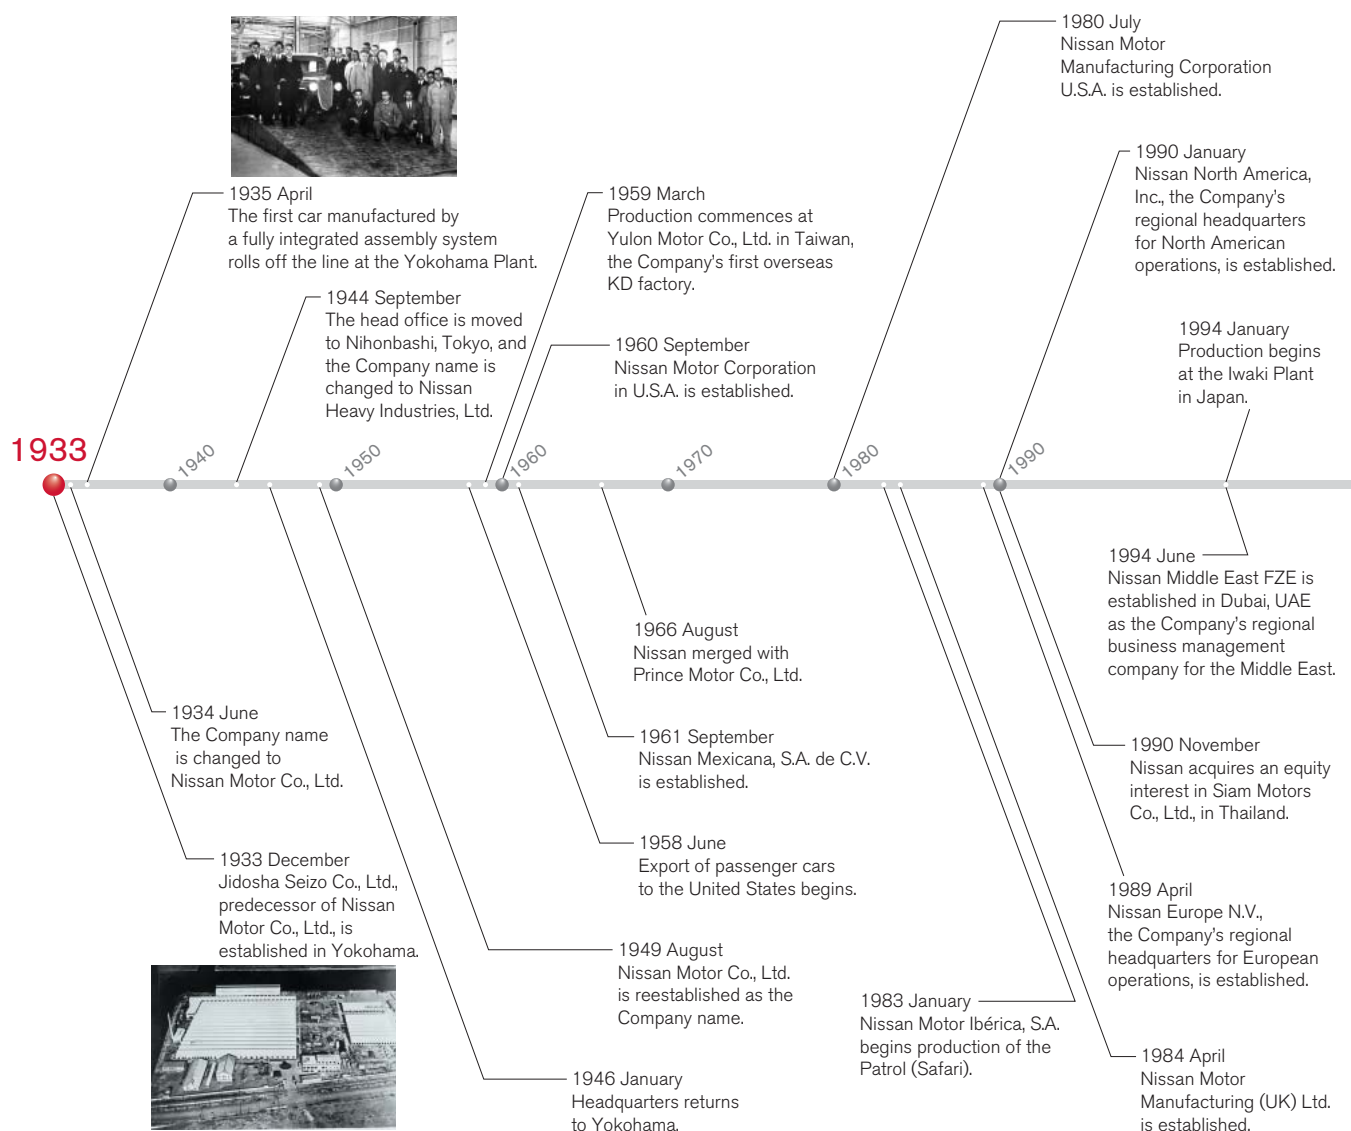 1980 July
Nissan Motor
Manufacturing Corporation
U.S.A. is established.
1990 January
Nissan North America,
Inc., the Company's
regional headquarters
for North American
operations, is established.
1935 April
The first car manufactured by
a fully integrated assembly system
rolls off the line at the Yokohama Plant.
1959 March
Production commences at
Yulon Motor Co., Ltd. in Taiwan,
the Company's first overseas
KD factory.
1944 September
The head office is moved
to Nihonbashi, Tokyo, and
the Company name is
changed to Nissan
Heavy Industries, Ltd.
1960 September
Nissan Motor Corporation
in U.S.A. is established.
1994 January
Production begins
at the Iwaki Plant
in Japan.
1933
1940
1950
1960
1970
1980
1990
1994 June
Nissan Middle East FZE is
established in Dubai, UAE
as the Company's regional
business management
company for the Middle East.
1966 August
Nissan merged with
Prince Motor Co., Ltd.
1934 June
The Company name
is changed to
Nissan Motor Co., Ltd.
1961 September
Nissan Mexicana, S.A. de C.V.
is established.
1990 November
Nissan acquires an equity
interest in Siam Motors
Co., Ltd., in Thailand.
1958 June
Export of passenger cars
to the United States begins.
1933 December
Jidosha Seizo Co., Ltd.,
predecessor of Nissan
Motor Co., Ltd., is
established in Yokohama.
1989 April
Nissan Europe N.V.,
the Company's regional
headquarters for European
operations, is established.
1949 August
Nissan Motor Co., Ltd.
is reestablished as the
Company name.
1983 January
Nissan Motor Ibérica, S.A.
begins production of the
Patrol (Safari).
1984 April
Nissan Motor
Manufacturing (UK) Ltd.
is established.
1946 January
Headquarters returns
to Yokohama.